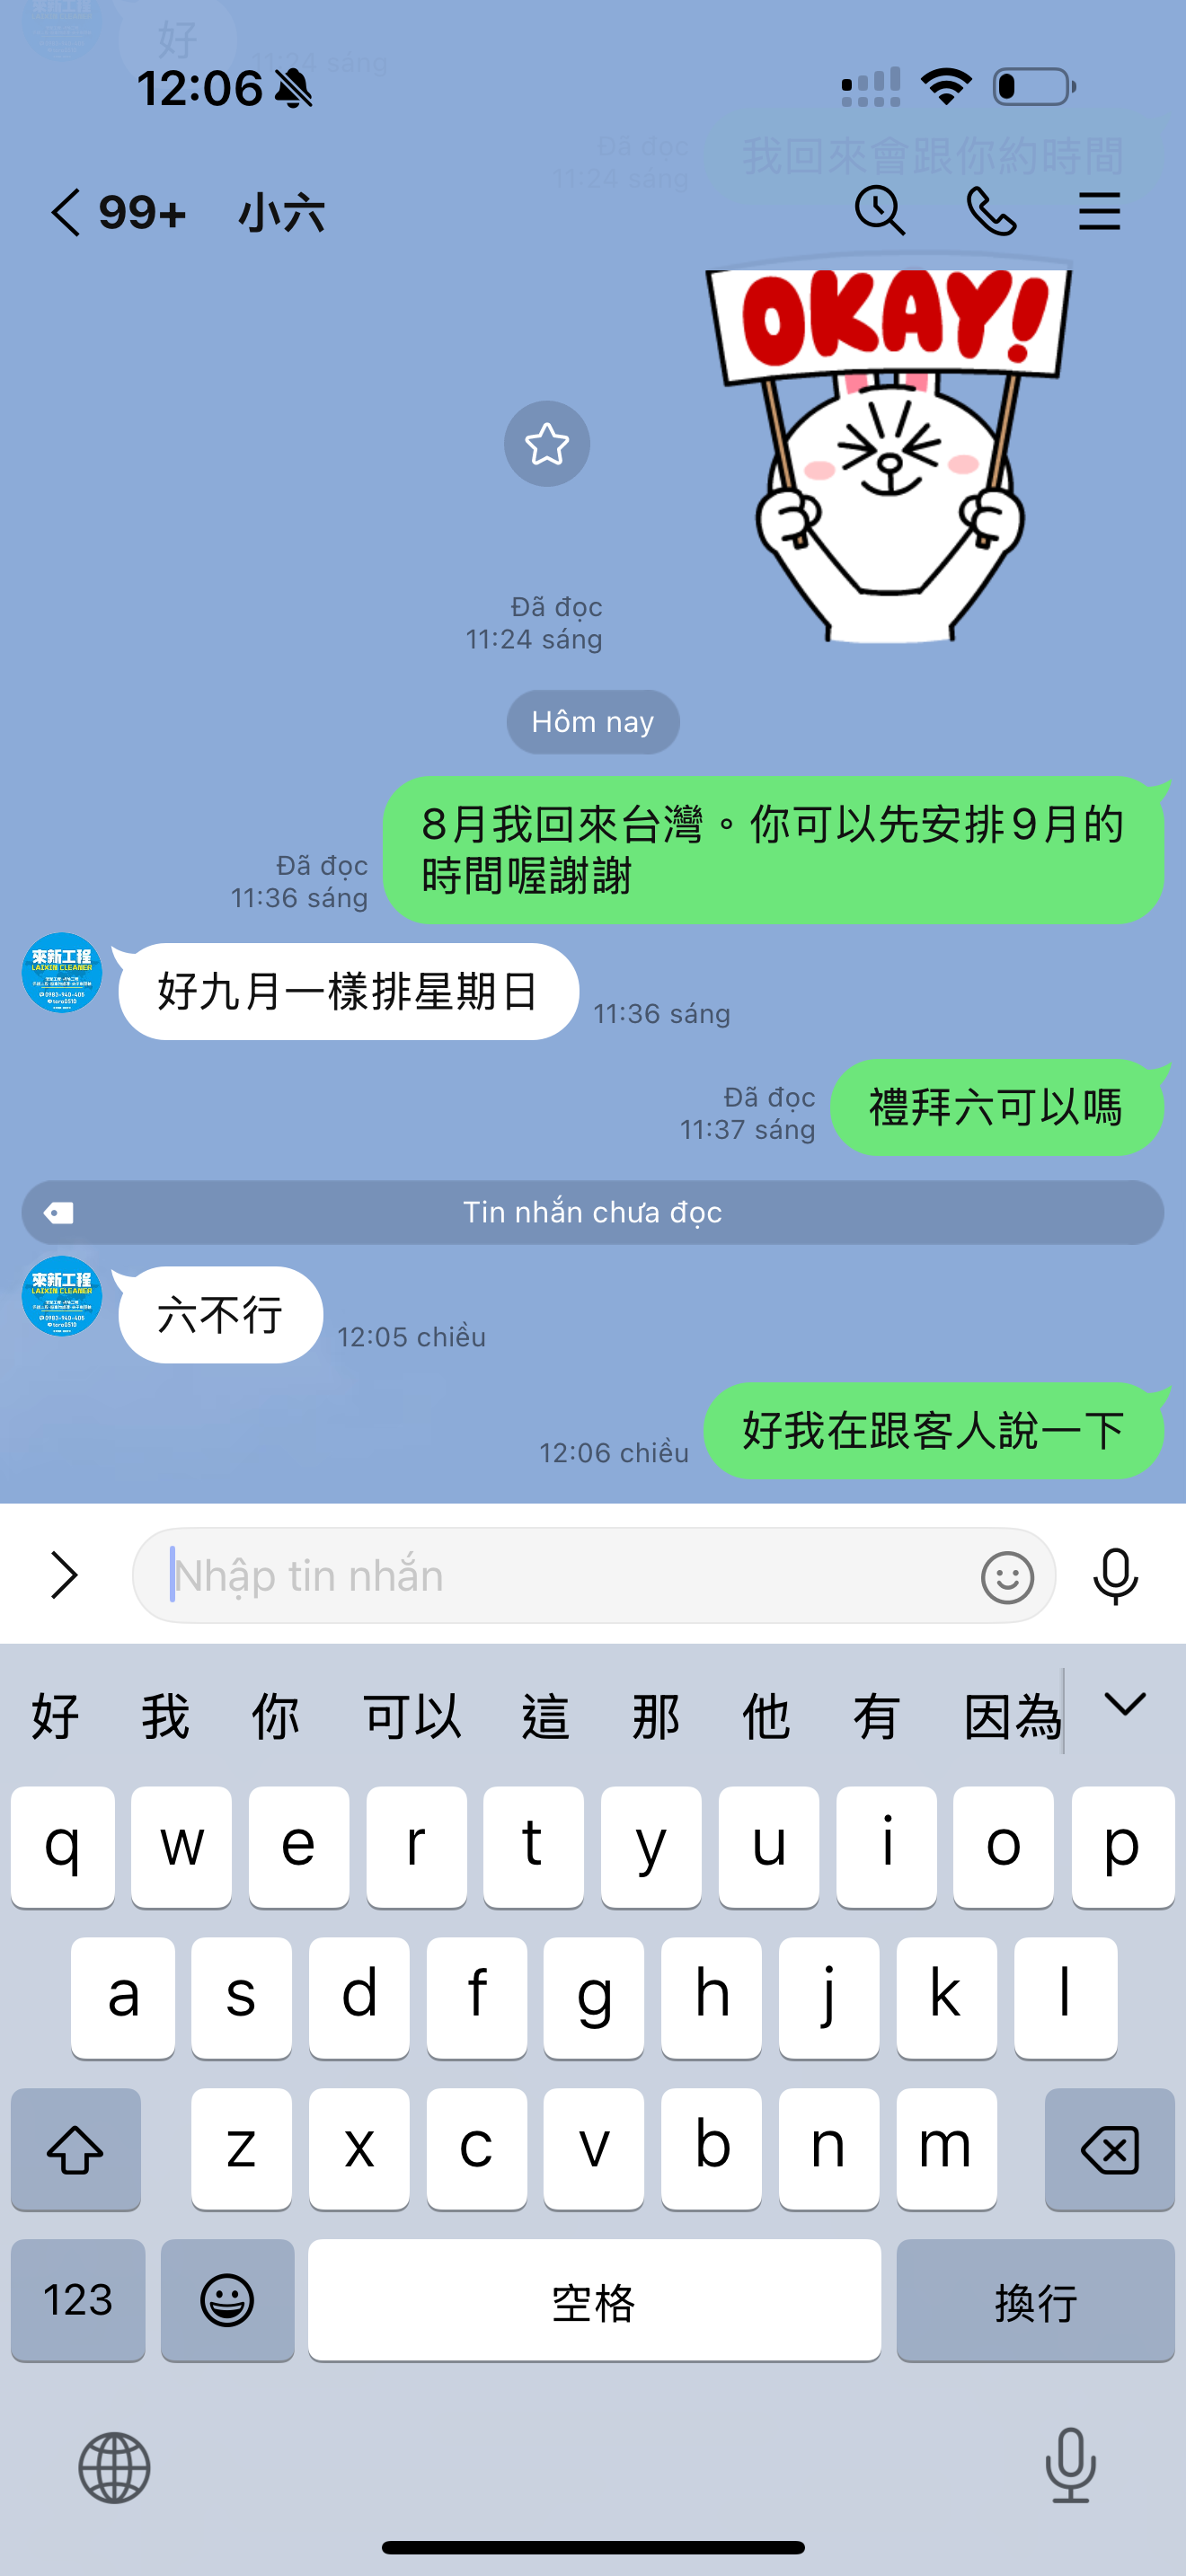 好
11:24 sáng
12:06
Đã đọc
11:24 sáng
我回來會跟你約時間
99+
小六
OKAY!
Đã đọc
11:24 sáng
Hôm nay
8月我回來台灣。你可以先安排9月的
時間喔謝謝
Đã đọc
11:36 sáng
來新工程
LAIXIN CLEANER
好九月一樣排星期日
11:36 sáng
禮拜六可以嗎
Đã đọc
11:37 sáng
Tin nhắn chưa đọc
來新工程
LAIXIN CLEANER
六不行
12:05 chiều
好我在跟客人說一下
12:06 chiều
Nhập tin nhắn
好 我 你 可以 這 那 他 有 因為
q w e r t y u i o p
a s d f g h j k l
z x c v b n m
123 空格 換行